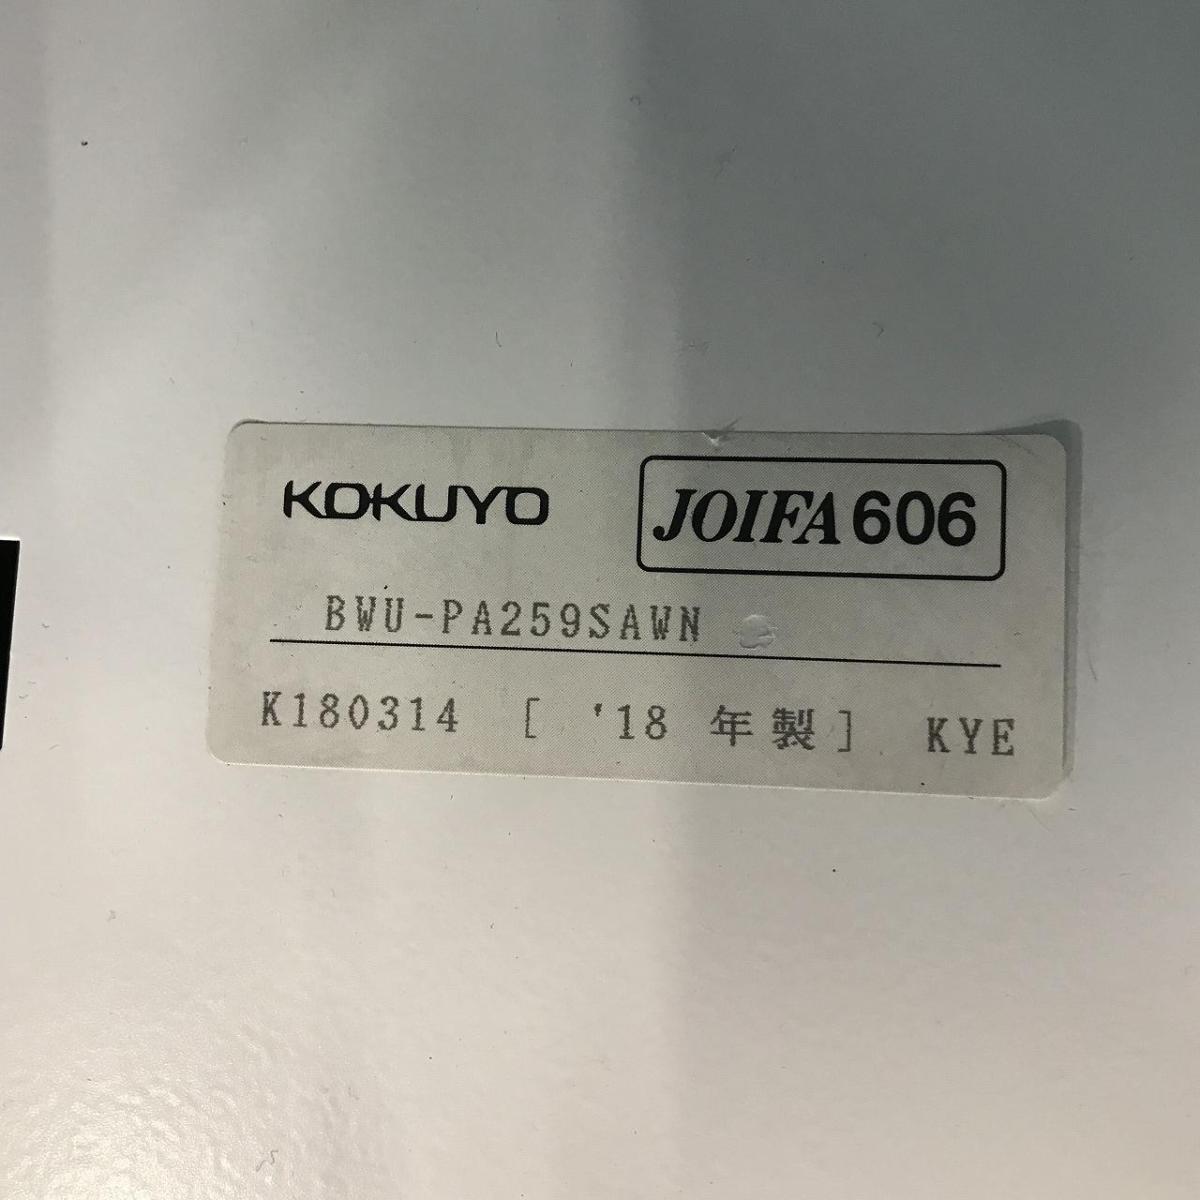 KOKUYO JOIFA606
BWU-PA259SAWN
K180314 [ '18 年製] KYE